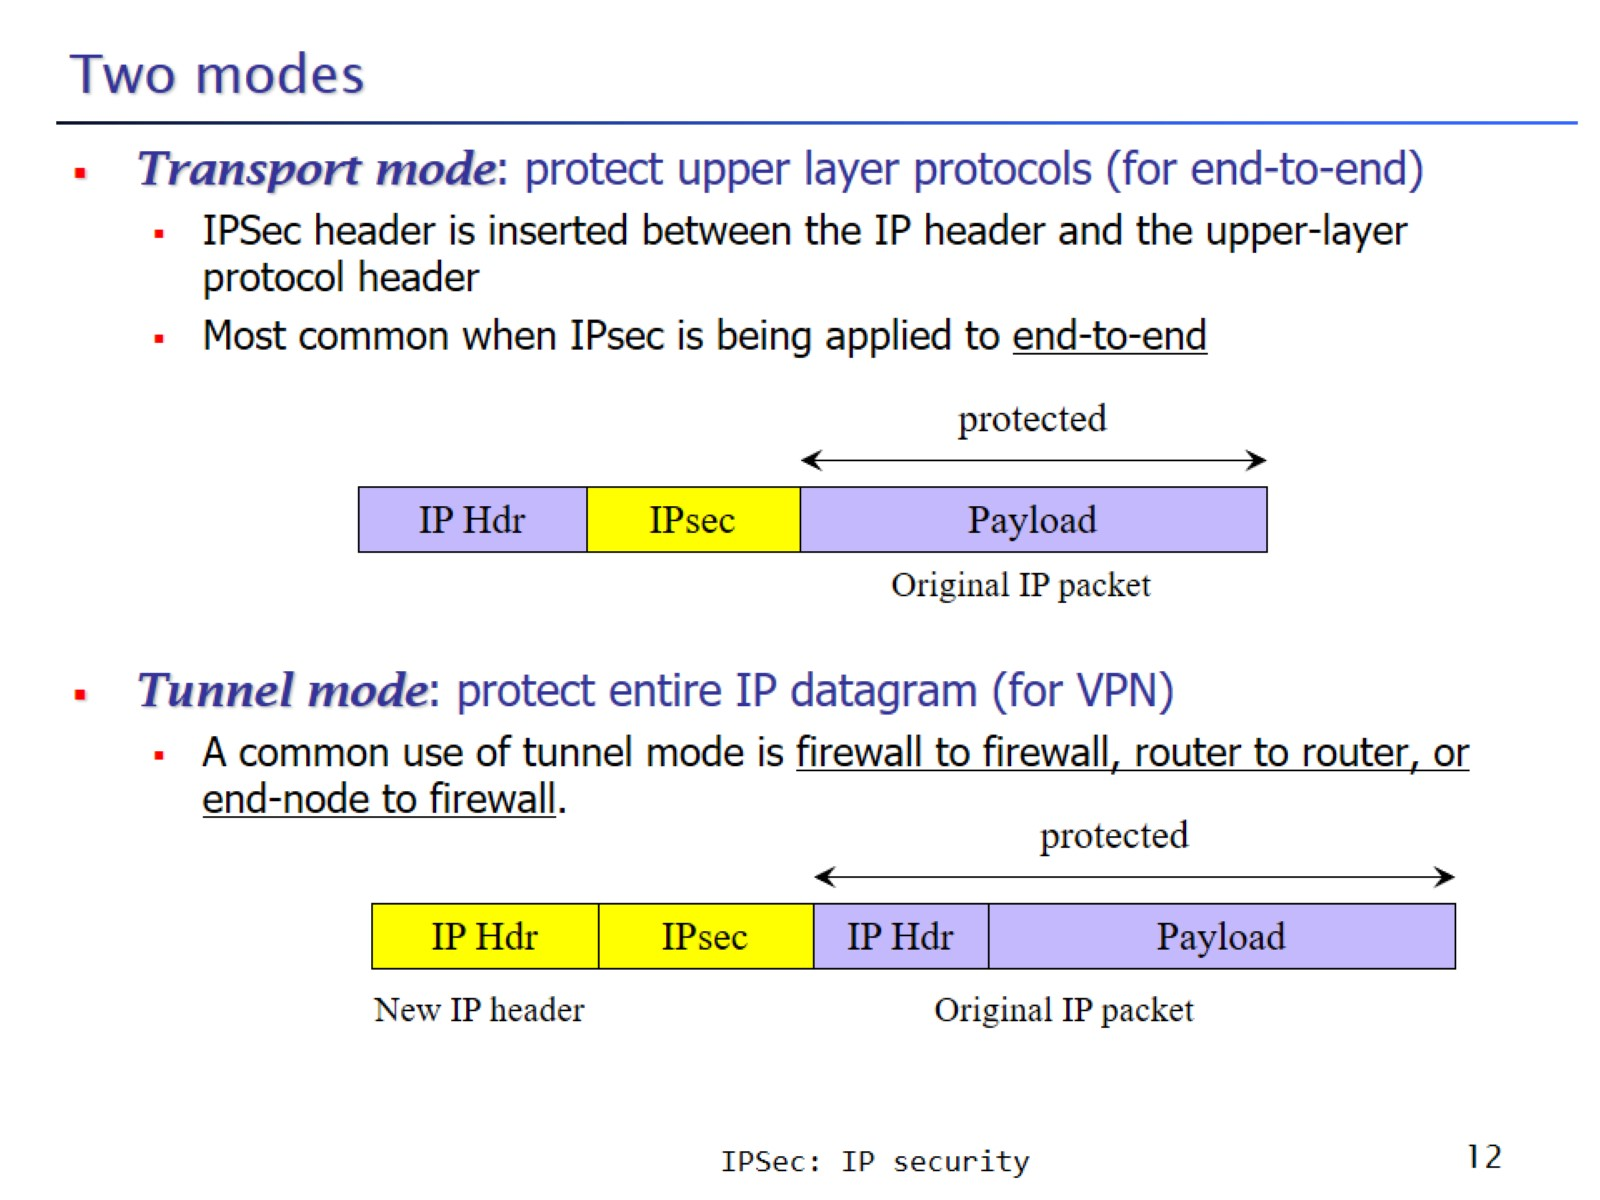 Two modes
Transport mode: protect upper layer protocols (for end-to-end)
IPSec header is inserted between the IP header and the upper-layer
protocol header
Most common when IPsec is being applied to end-to-end
protected
IP Hdr IPsec Payload
Original IP packet
Tunnel mode: protect entire IP datagram (for VPN)
A common use of tunnel mode is firewall to firewall, router to router, or
end-node to firewall.
protected
IP Hdr IPsec IP Hdr Payload
New IP header Original IP packet
IPSec: IP security 12